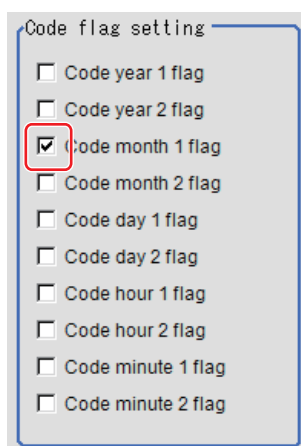 Code flag setting
Code year 1 flag
Code year 2 flag
Code month 1 flag
Code month 2 flag
Code day 1 flag
Code day 2 flag
Code hour 1 flag
Code hour 2 flag
Code minute 1 flag
Code minute 2 flag